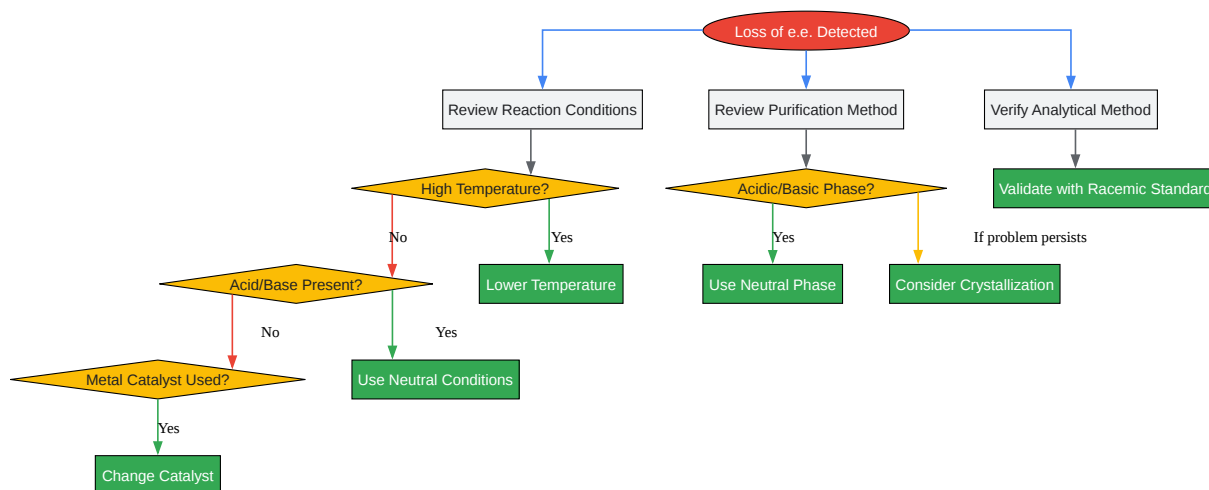 Loss of e.e. Detected
Review Reaction Conditions
Review Purification Method
Verify Analytical Method
High Temperature?
Acidic/Basic Phase?
Validate with Racemic Standard
No
Yes
Yes
If problem persists
Acid/Base Present?
Lower Temperature
Use Neutral Phase
Consider Crystallization
No
Yes
Metal Catalyst Used?
Use Neutral Conditions
Yes
Change Catalyst